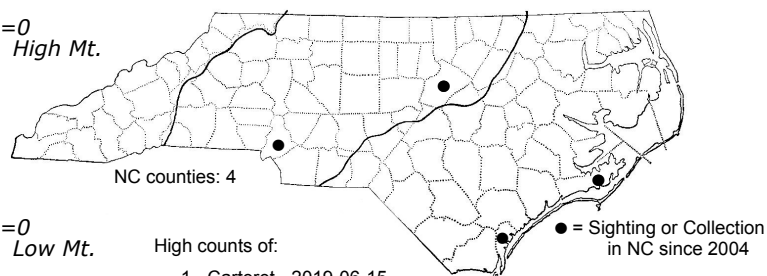 =0
High Mt.
NC counties: 4
=0
Low Mt.
High counts of:
● = Sighting or Collection
in NC since 2004
1 - Carteret - 2019-06-15